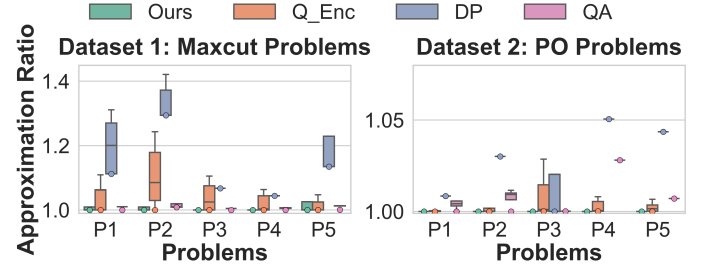 Ours Q_Enc DP QA
Dataset 1: Maxcut Problems Dataset 2: PO Problems
Approximation Ratio
1.4
1.2
1.0
P1 P2 P3 P4 P5
Problems
1.05
1.00
P1 P2 P3 P4 P5
Problems